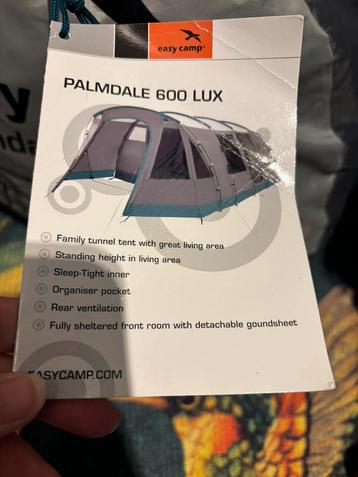 easy camp®
PALMDALE 600 LUX
Family tunnel tent with great living area
Standing height in living area
Sleep-Tight inner
Organiser pocket
Rear ventilation
Fully sheltered front room with detachable goundsheet
EASYCAMP.COM